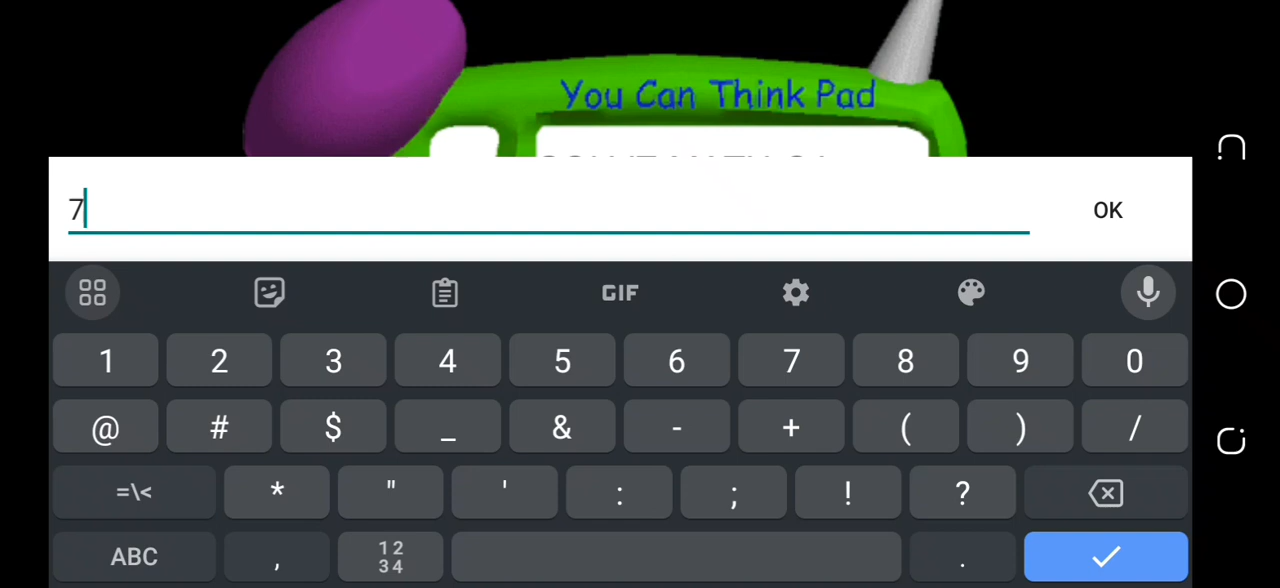 You Can Think Pad
7
OK
GIF
1 2 3 4 5 6 7 8 9 0
@ # $ _ & - + ( ) /
=\< * " ' : ; ! ?
ABC , 12 34 .